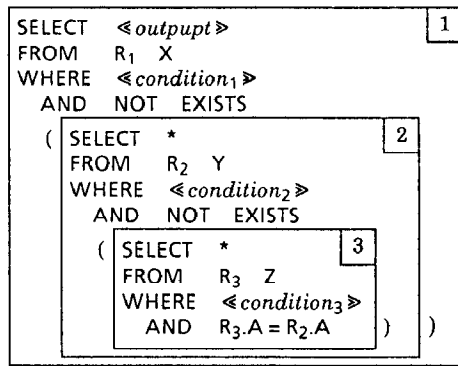 SELECT ≪outpupt≫ 1
FROM R₁ X
WHERE ≪condition₁≫
AND NOT EXISTS
( SELECT * 2
FROM R₂ Y
WHERE ≪condition₂≫
AND NOT EXISTS
( SELECT * 3
FROM R₃ Z
WHERE ≪condition₃≫
AND R₃.A = R₂.A ) )